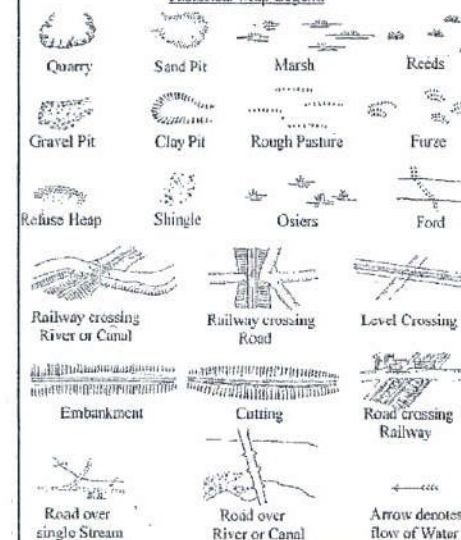 Quarry
Sand Pit
Marsh
Reeds
Gravel Pit
Clay Pit
Rough Pasture
Furze
Refuse Heap
Shingle
Osiers
Ford
Railway crossing
River or Canal
Railway crossing
Road
Level Crossing
Embankment
Cutting
Road crossing
Railway
Road over
single Stream
Road over
River or Canal
Arrow denotes
flow of Water